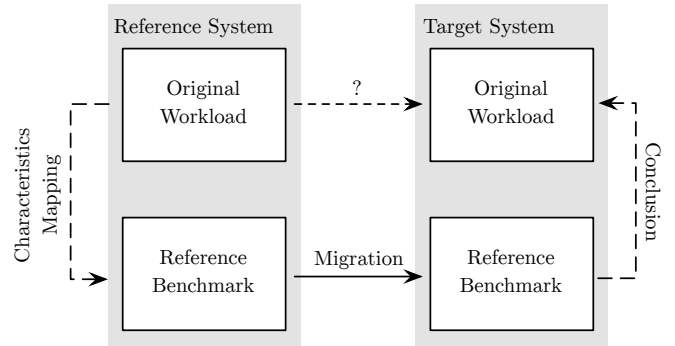 Reference System
Target System
Original
Workload
?
Original
Workload
Characteristics
Mapping
Conclusion
Reference
Benchmark
Migration
Reference
Benchmark